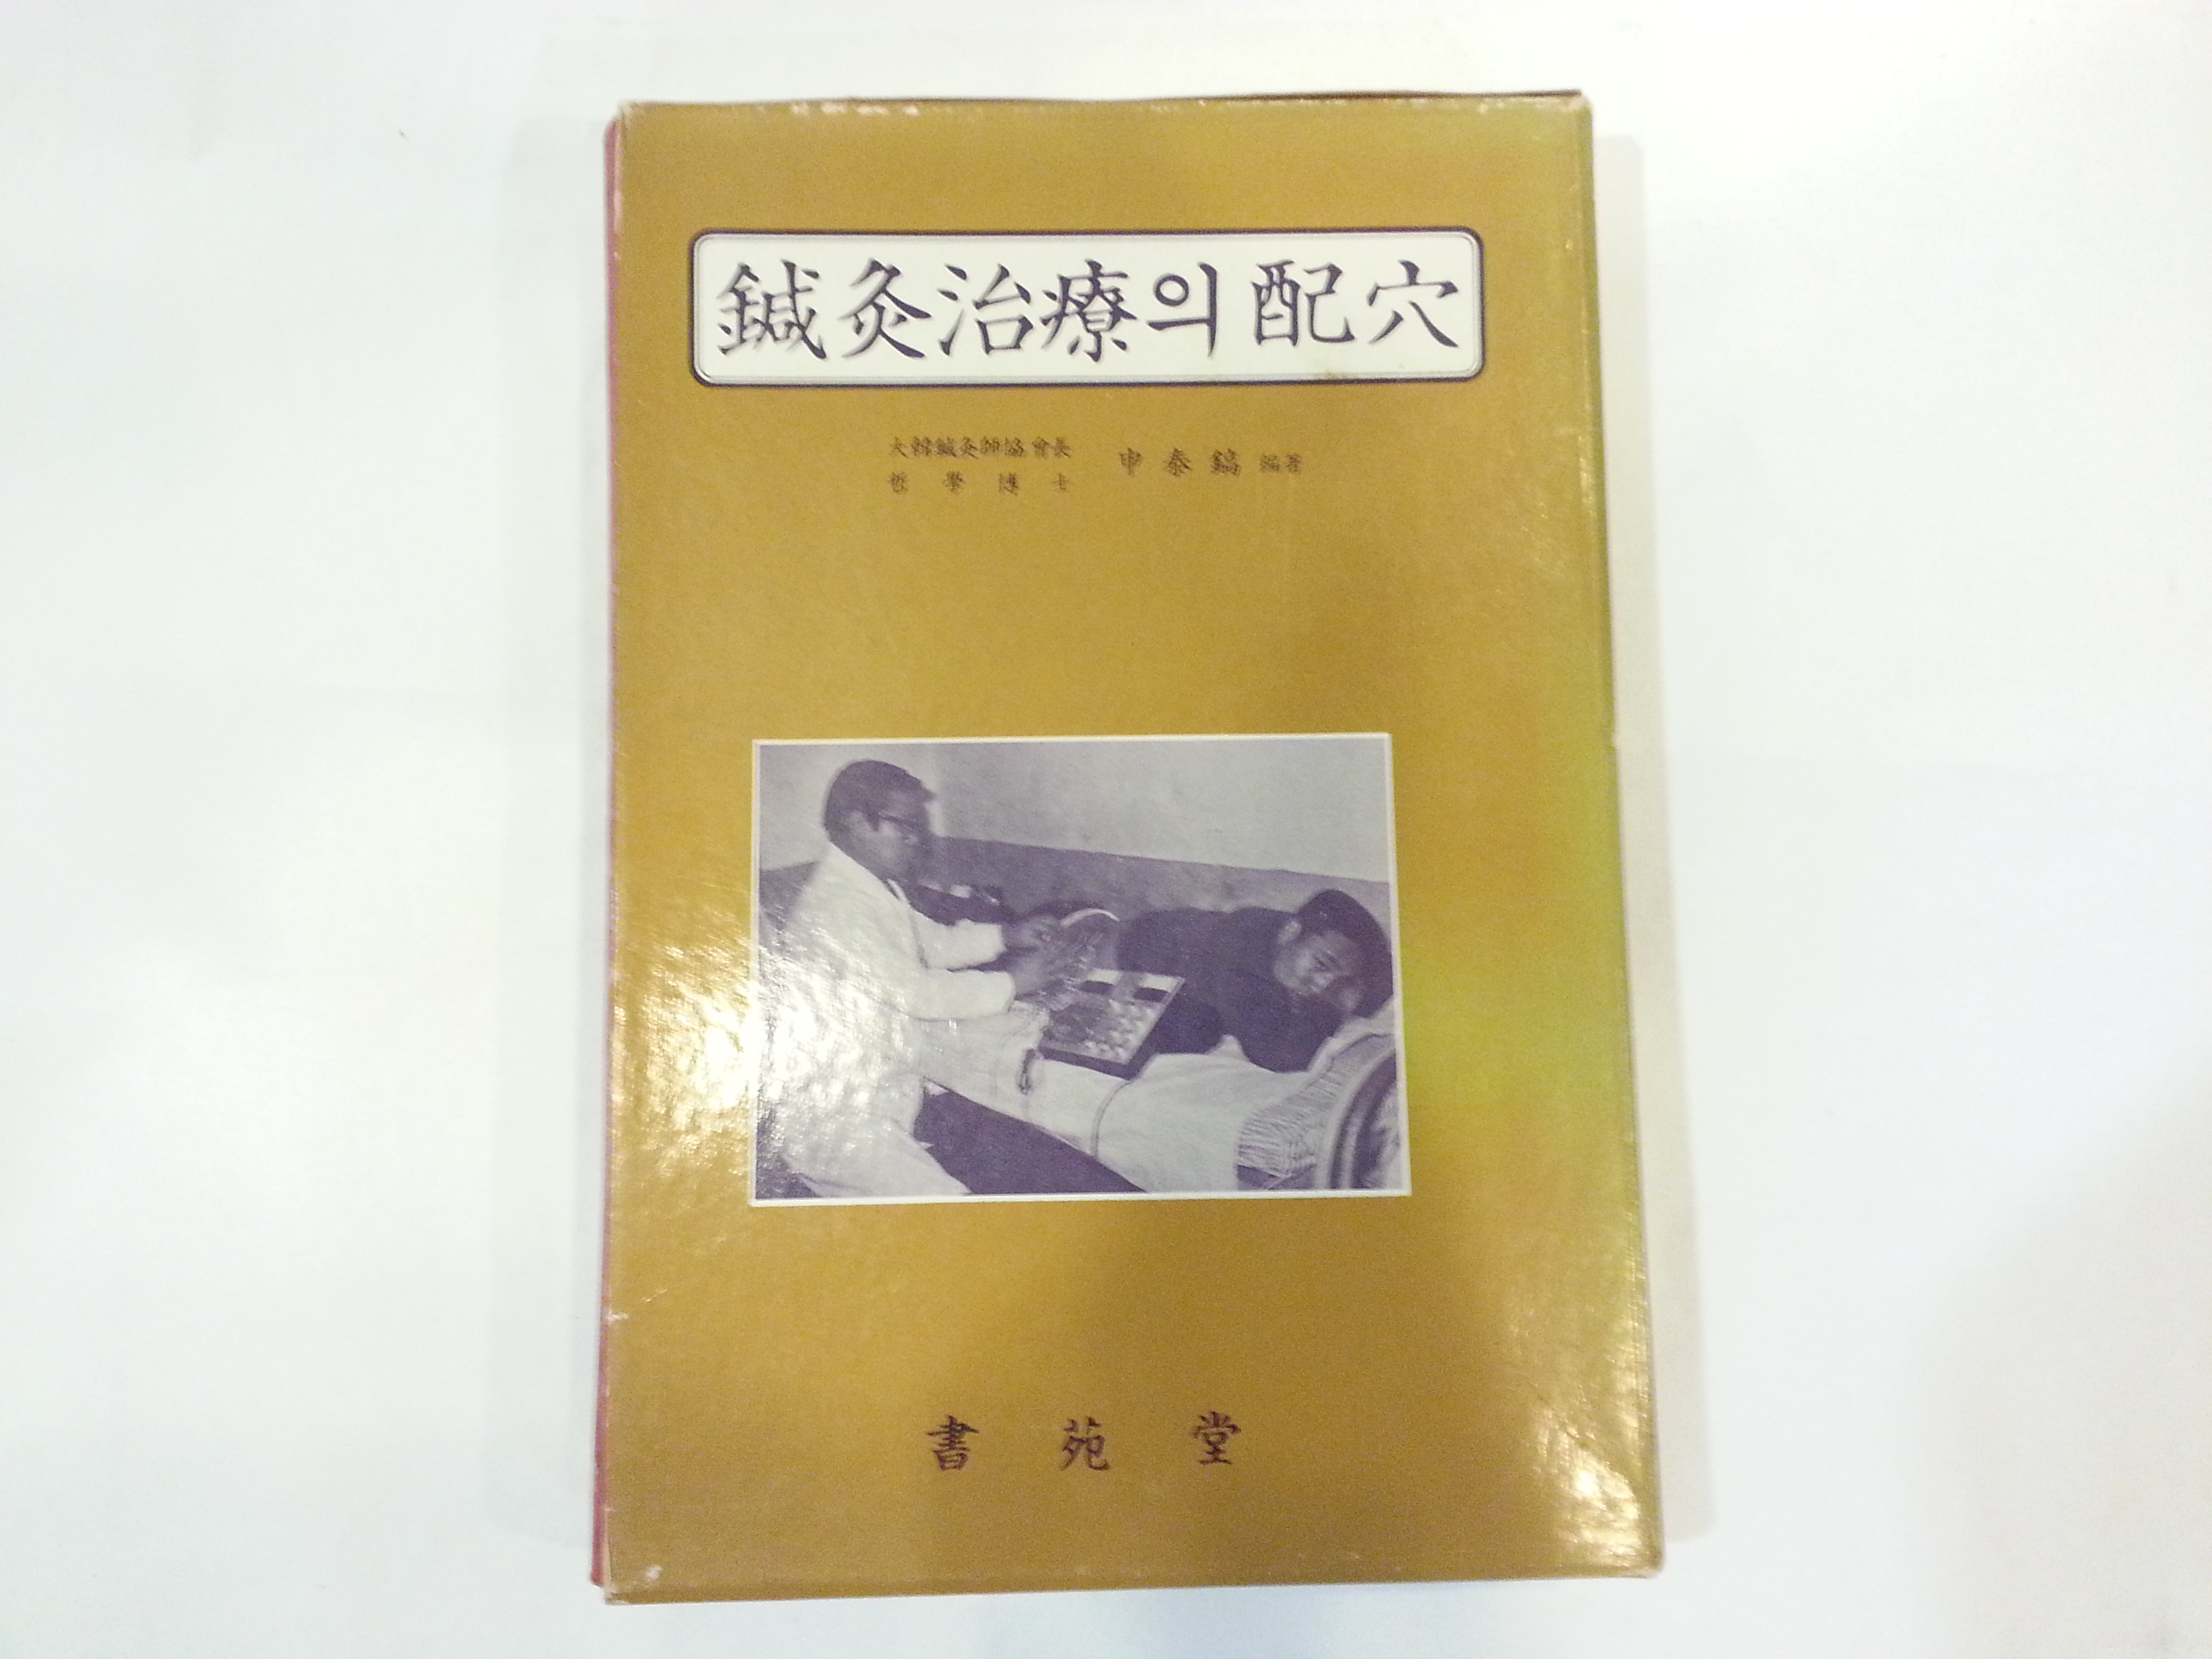 鍼灸治療의 配穴
大韓鍼灸師協會長
哲學博士
申泰鎬 編著
書苑堂